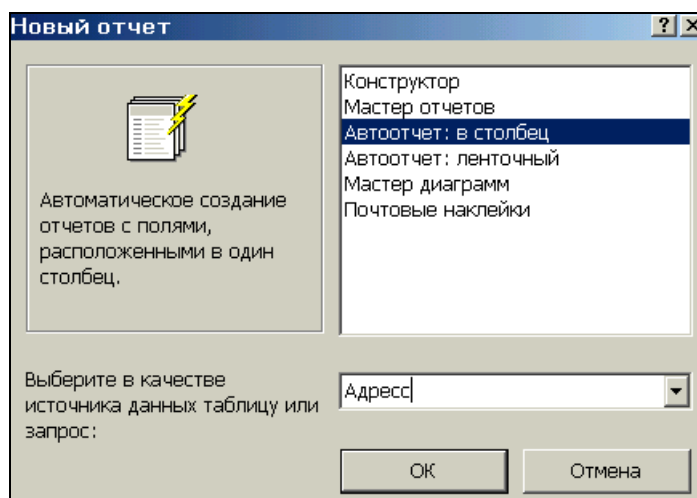 Новый отчет
Конструктор
Мастер отчетов
Автоотчет: в столбец
Автоотчет: ленточный
Мастер диаграмм
Почтовые наклейки
Автоматическое создание
отчетов с полями,
расположенными в один
столбец.
Выберите в качестве
источника данных таблицу или
запрос:
Адресс
ОК
Отмена